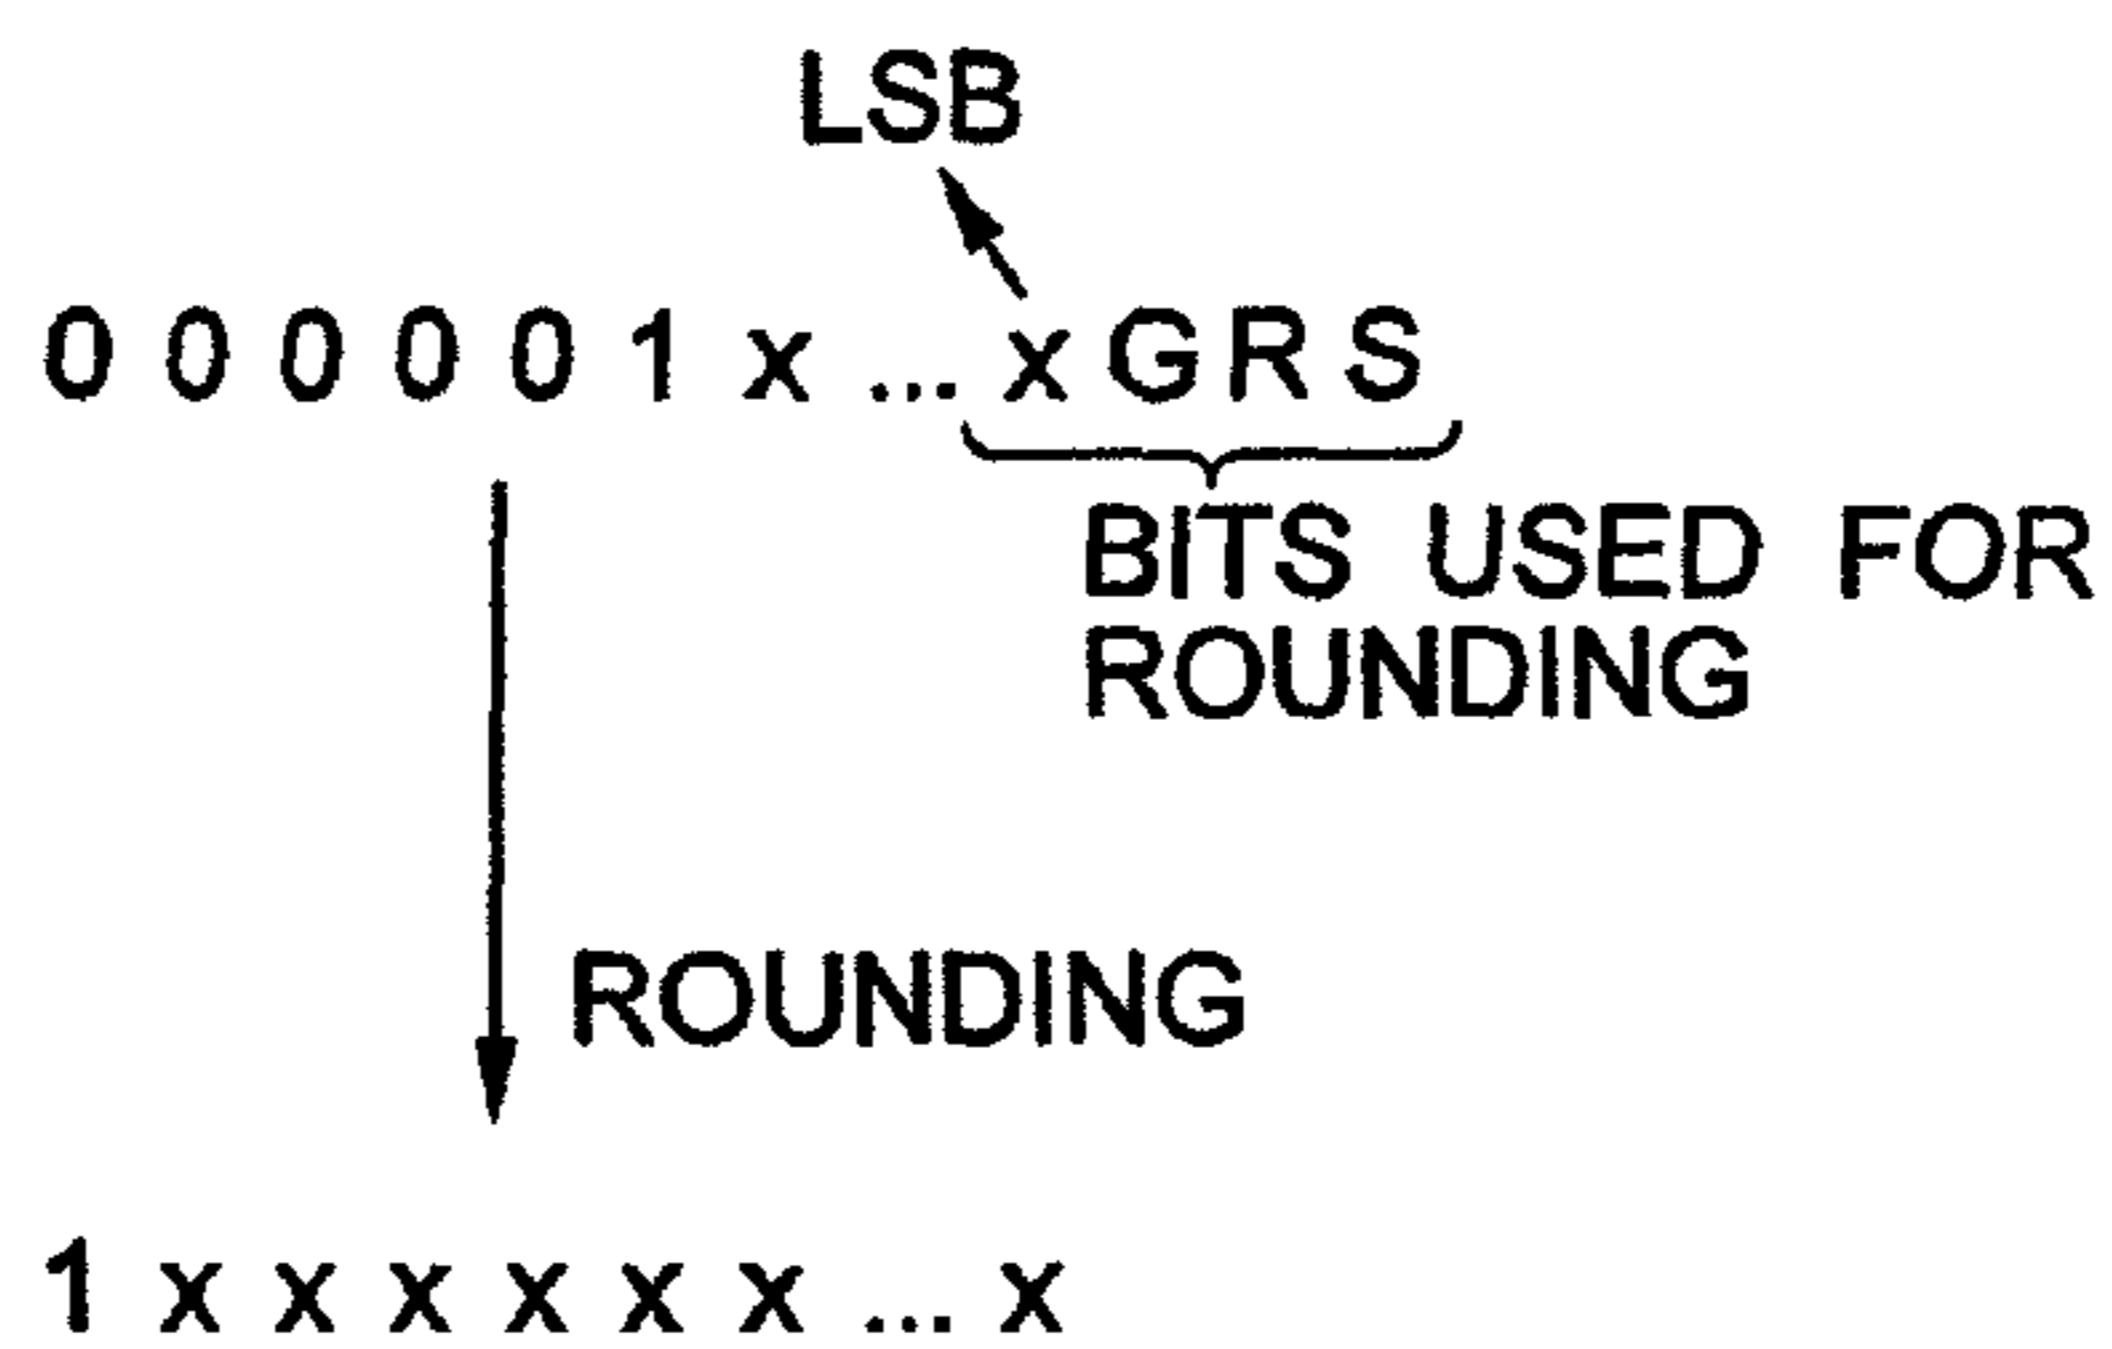 LSB
0 0 0 0 0 1 x ... x G R S
BITS USED FOR
ROUNDING
ROUNDING
1 x x x x x x ... x